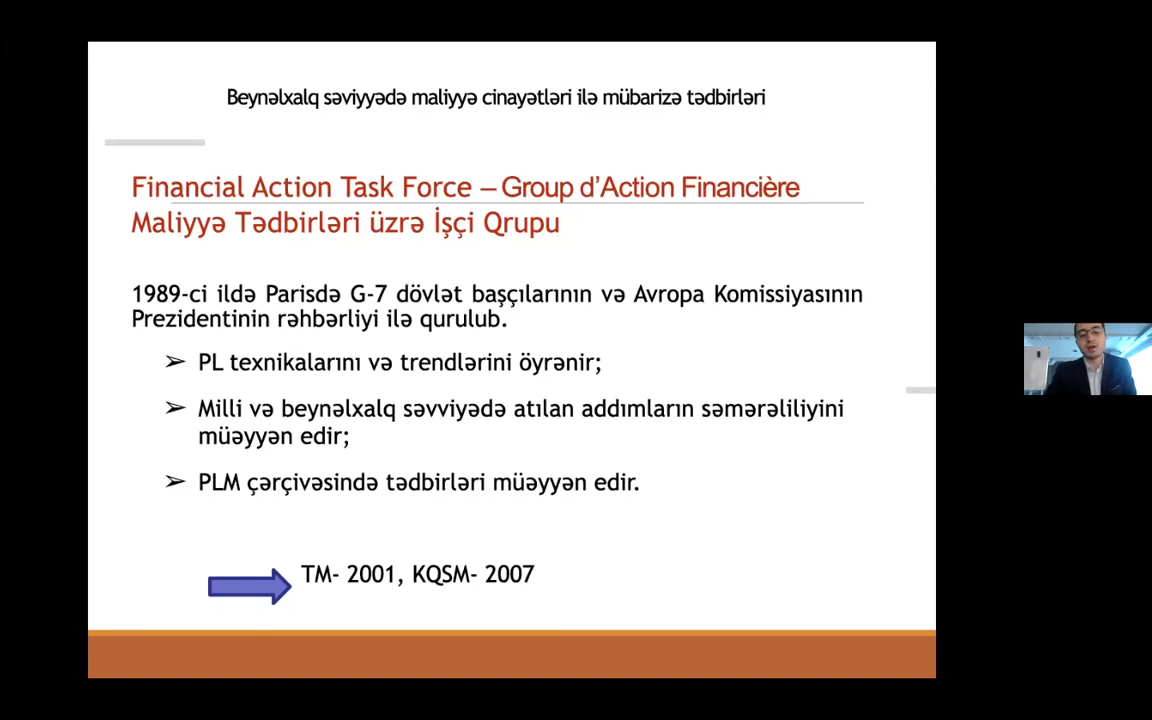 Beynəlxalq səviyyədə maliyyə cinayətləri ilə mübarizə tədbirləri
Financial Action Task Force – Group d’Action Financière
Maliyyə Tədbirləri üzrə İşçi Qrupu
1989-ci ildə Parisdə G-7 dövlət başçılarının və Avropa Komissiyasının
Prezidentinin rəhbərliyi ilə qurulub.
➢ PL texnikalarını və trendlərini öyrənir;
➢ Milli və beynəlxalq səvviyədə atılan addımların səmərəliliyini
müəyyən edir;
➢ PLM çərçivəsində tədbirləri müəyyən edir.
TM- 2001, KQSM- 2007